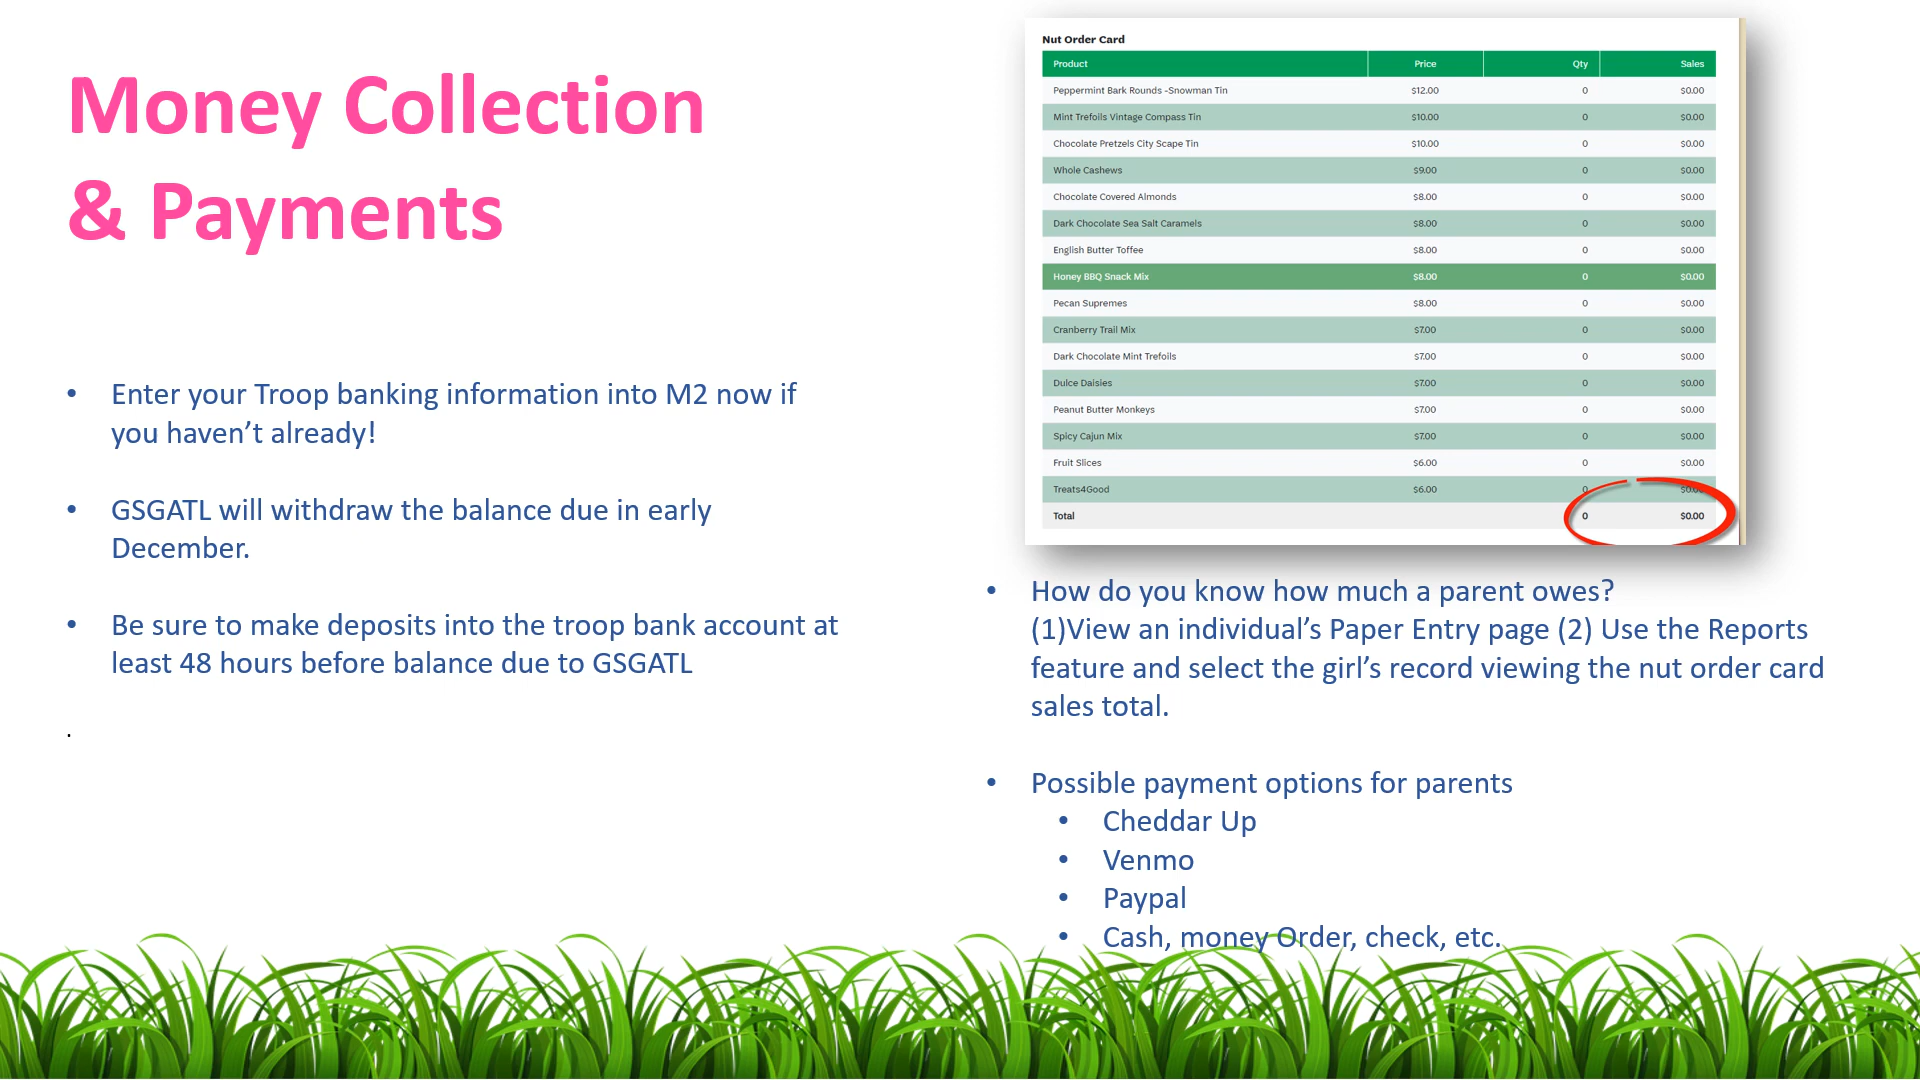 Money Collection
& Payments
• Enter your Troop banking information into M2 now if
you haven’t already!
• GSGATL will withdraw the balance due in early
December.
• Be sure to make deposits into the troop bank account at
least 48 hours before balance due to GSGATL
.
Nut Order Card
Product Price Qty Sales
Peppermint Bark Rounds -Snowman Tin $12.00 0 $0.00
Mint Trefoils Vintage Compass Tin $10.00 0 $0.00
Chocolate Pretzels City Scape Tin $10.00 0 $0.00
Whole Cashews $9.00 0 $0.00
Chocolate Covered Almonds $8.00 0 $0.00
Dark Chocolate Sea Salt Caramels $8.00 0 $0.00
English Butter Toffee $8.00 0 $0.00
Honey BBQ Snack Mix $8.00 0 $0.00
Pecan Supremes $8.00 0 $0.00
Cranberry Trail Mix $7.00 0 $0.00
Dark Chocolate Mint Trefoils $7.00 0 $0.00
Dulce Daisies $7.00 0 $0.00
Peanut Butter Monkeys $7.00 0 $0.00
Spicy Cajun Mix $7.00 0 $0.00
Fruit Slices $6.00 0 $0.00
Treats4Good $6.00 0 $0.00
Total 0 $0.00
• How do you know how much a parent owes?
(1)View an individual’s Paper Entry page (2) Use the Reports
feature and select the girl’s record viewing the nut order card
sales total.
• Possible payment options for parents
• Cheddar Up
• Venmo
• Paypal
• Cash, money Order, check, etc.